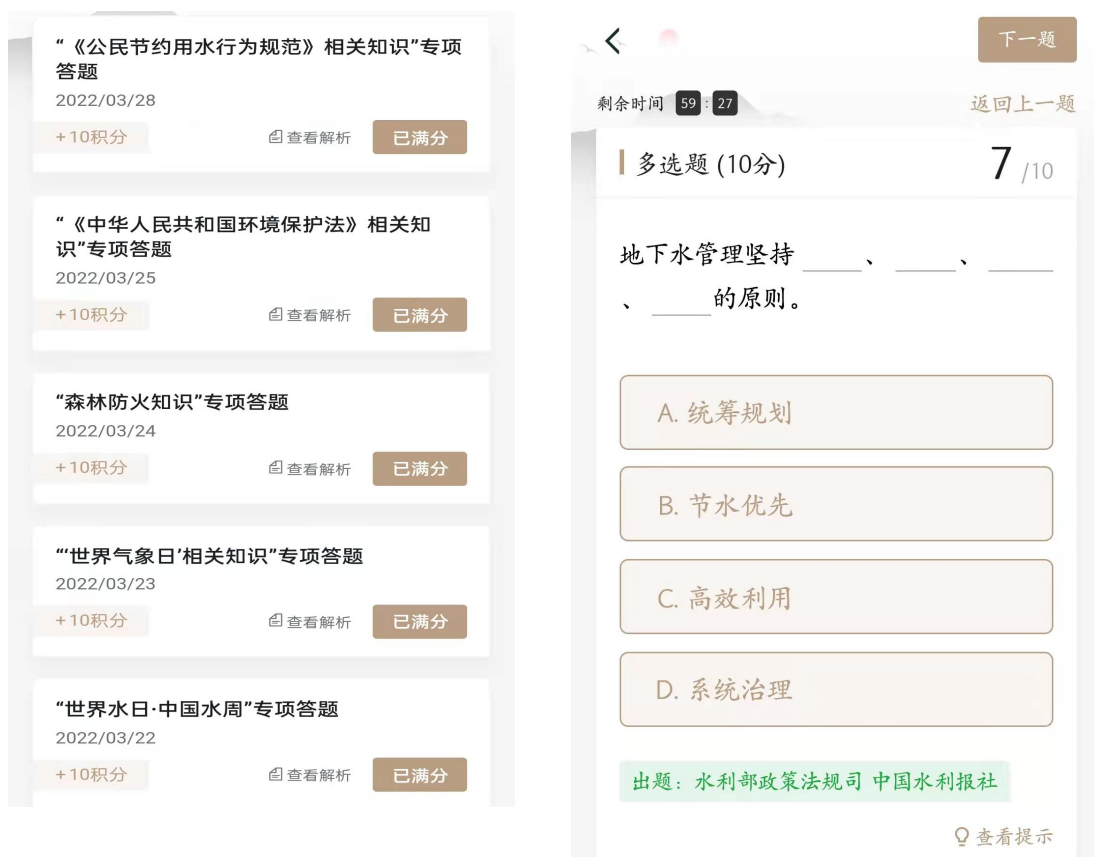 “《公民节约用水行为规范》相关知识”专项
答题
2022/03/28
+10积分 查看解析 已满分
“《中华人民共和国环境保护法》相关知
识”专项答题
2022/03/25
+10积分 查看解析 已满分
“森林防火知识”专项答题
2022/03/24
+10积分 查看解析 已满分
“‘世界气象日’相关知识”专项答题
2022/03/23
+10积分 查看解析 已满分
“世界水日·中国水周”专项答题
2022/03/22
+10积分 查看解析 已满分
下一题
剩余时间 59 : 27 返回上一题
多选题 (10分) 7 /10
地下水管理坚持 ____、 ____、 ____
、 ____的原则。
A. 统筹规划
B. 节水优先
C. 高效利用
D. 系统治理
出题：水利部政策法规司 中国水利报社
查看提示